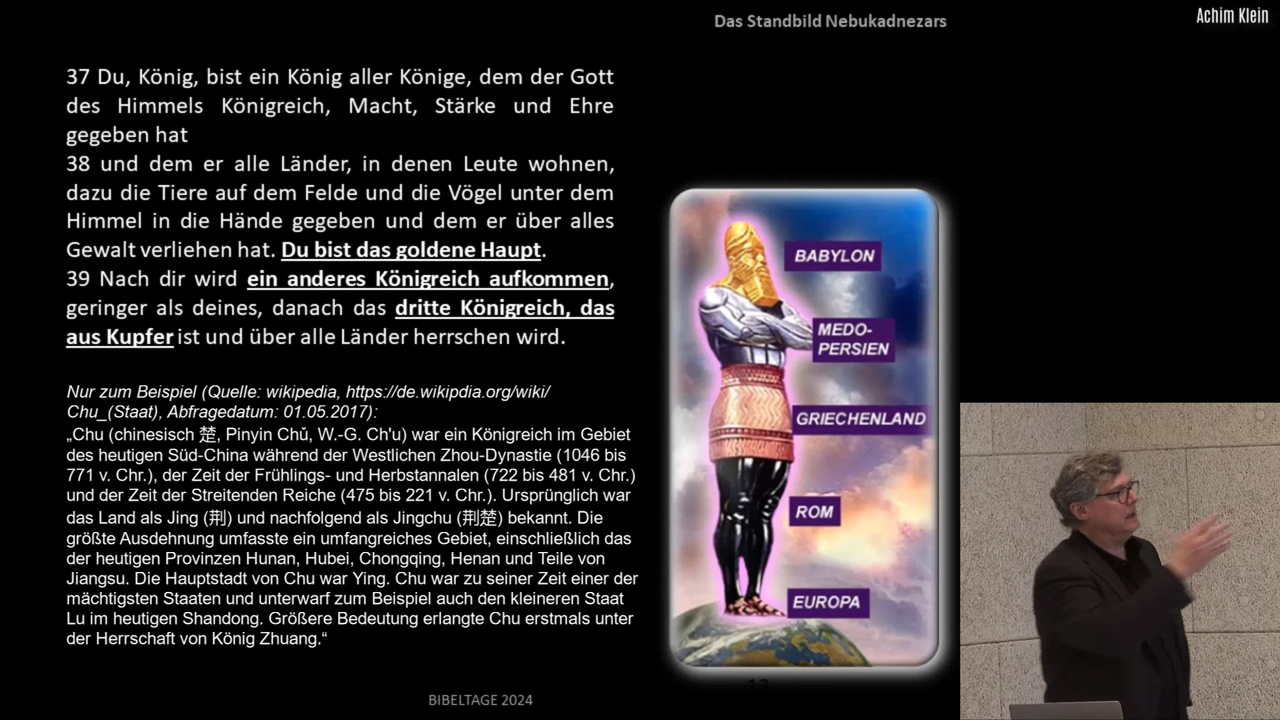 Das Standbild Nebukadnezars
Achim Klein
37 Du, König, bist ein König aller Könige, dem der Gott
des Himmels Königreich, Macht, Stärke und Ehre
gegeben hat
38 und dem er alle Länder, in denen Leute wohnen,
dazu die Tiere auf dem Felde und die Vögel unter dem
Himmel in die Hände gegeben und dem er über alles
Gewalt verliehen hat. Du bist das goldene Haupt.
39 Nach dir wird ein anderes Königreich aufkommen,
geringer als deines, danach das dritte Königreich, das
aus Kupfer ist und über alle Länder herrschen wird.
Nur zum Beispiel (Quelle: wikipedia, https://de.wikipdia.org/wiki/
Chu_(Staat), Abfragedatum: 01.05.2017):
„Chu (chinesisch 楚, Pinyin Chŭ, W.-G. Ch'u) war ein Königreich im Gebiet
des heutigen Süd-China während der Westlichen Zhou-Dynastie (1046 bis
771 v. Chr.), der Zeit der Frühlings- und Herbstannalen (722 bis 481 v. Chr.)
und der Zeit der Streitenden Reiche (475 bis 221 v. Chr.). Ursprünglich war
das Land als Jing (荆) und nachfolgend als Jingchu (荆楚) bekannt. Die
größte Ausdehnung umfasste ein umfangreiches Gebiet, einschließlich das
der heutigen Provinzen Hunan, Hubei, Chongqing, Henan und Teile von
Jiangsu. Die Hauptstadt von Chu war Ying. Chu war zu seiner Zeit einer der
mächtigsten Staaten und unterwarf zum Beispiel auch den kleineren Staat
Lu im heutigen Shandong. Größere Bedeutung erlangte Chu erstmals unter
der Herrschaft von König Zhuang.“
BABYLON
MEDO-
PERSIEN
GRIECHENLAND
ROM
EUROPA
BIBELTAGE 2024